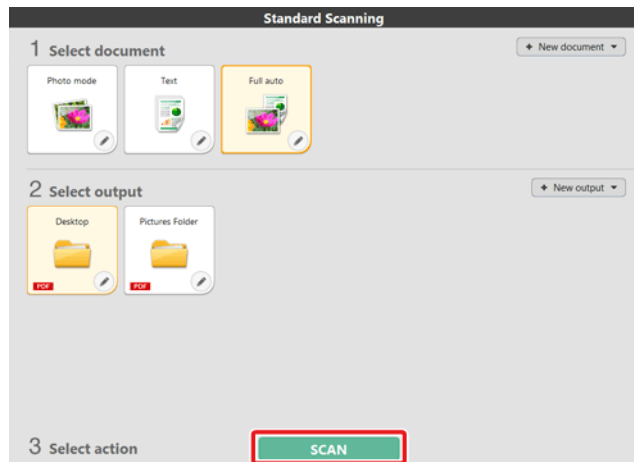 Standard Scanning
1 Select document
+ New document
Photo mode
Text
Full auto
2 Select output
+ New output
Desktop
Pictures Folder
PDF
PDF
3 Select action
SCAN